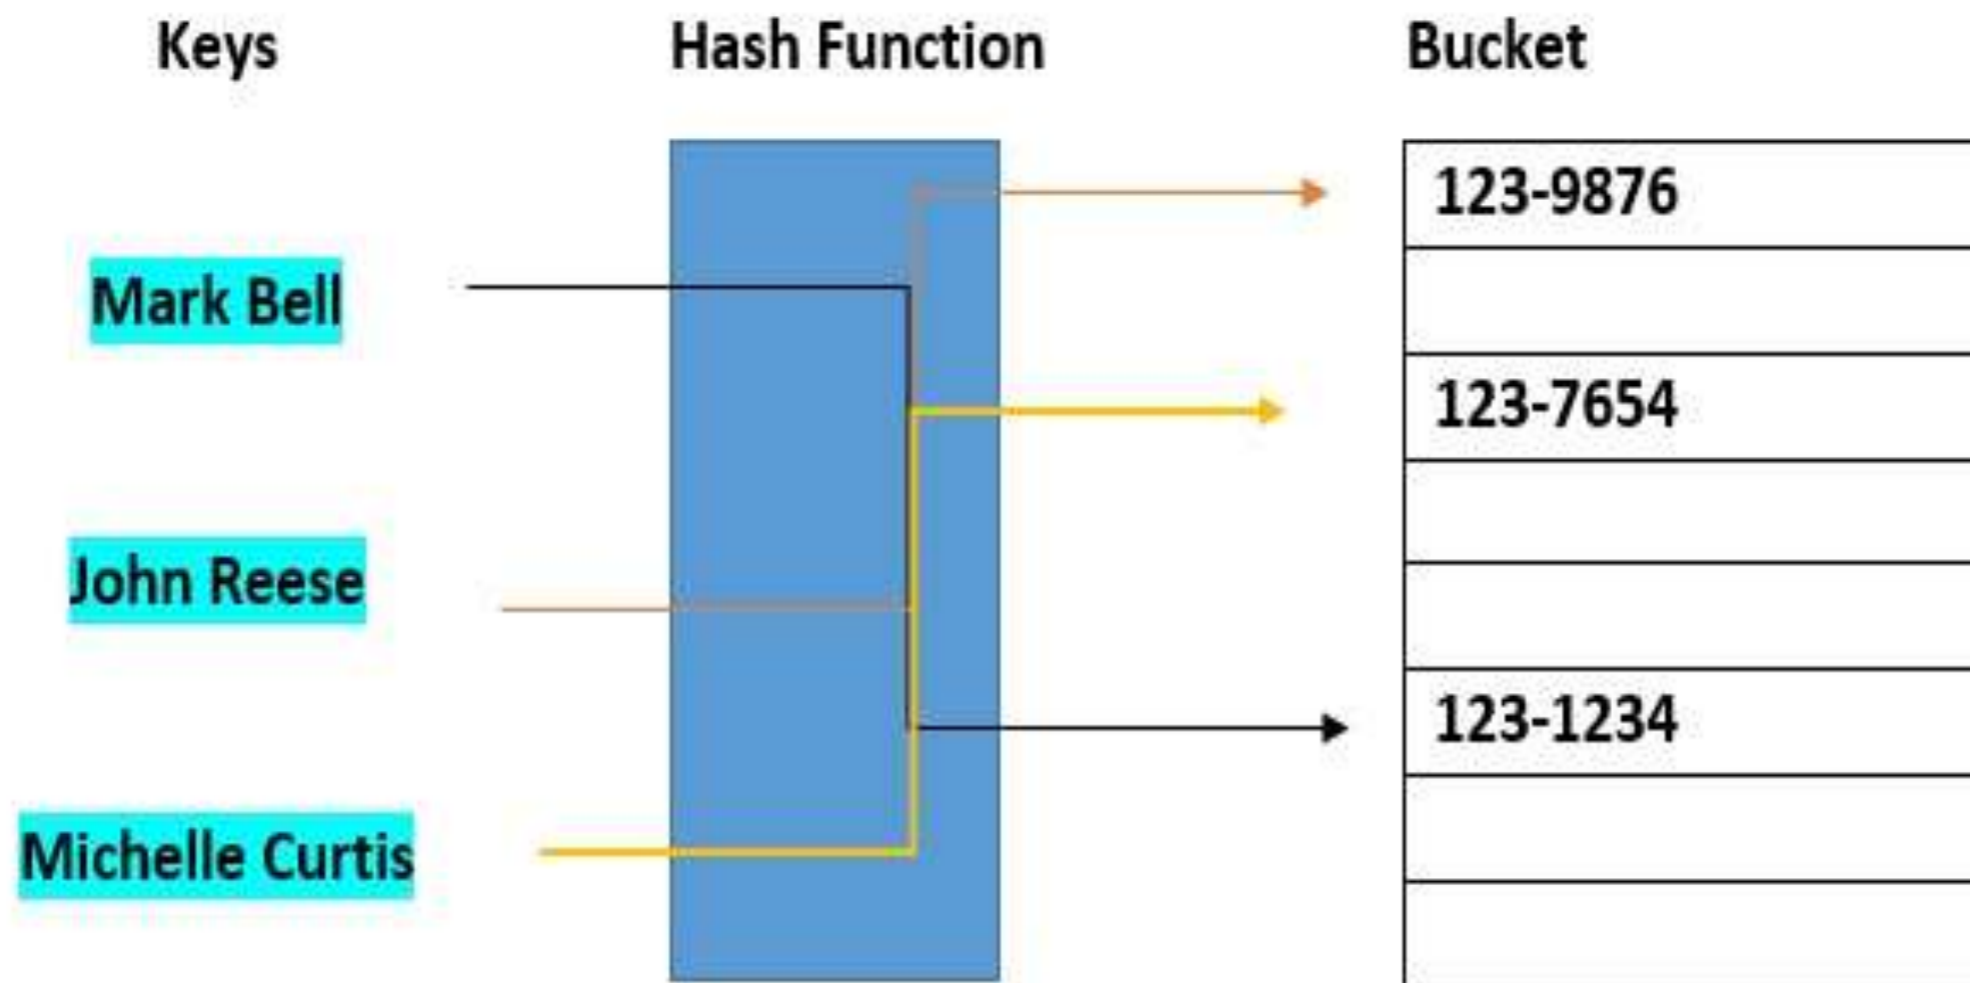 Keys
Hash Function
Bucket
123-9876
Mark Bell
123-7654
John Reese
123-1234
Michelle Curtis